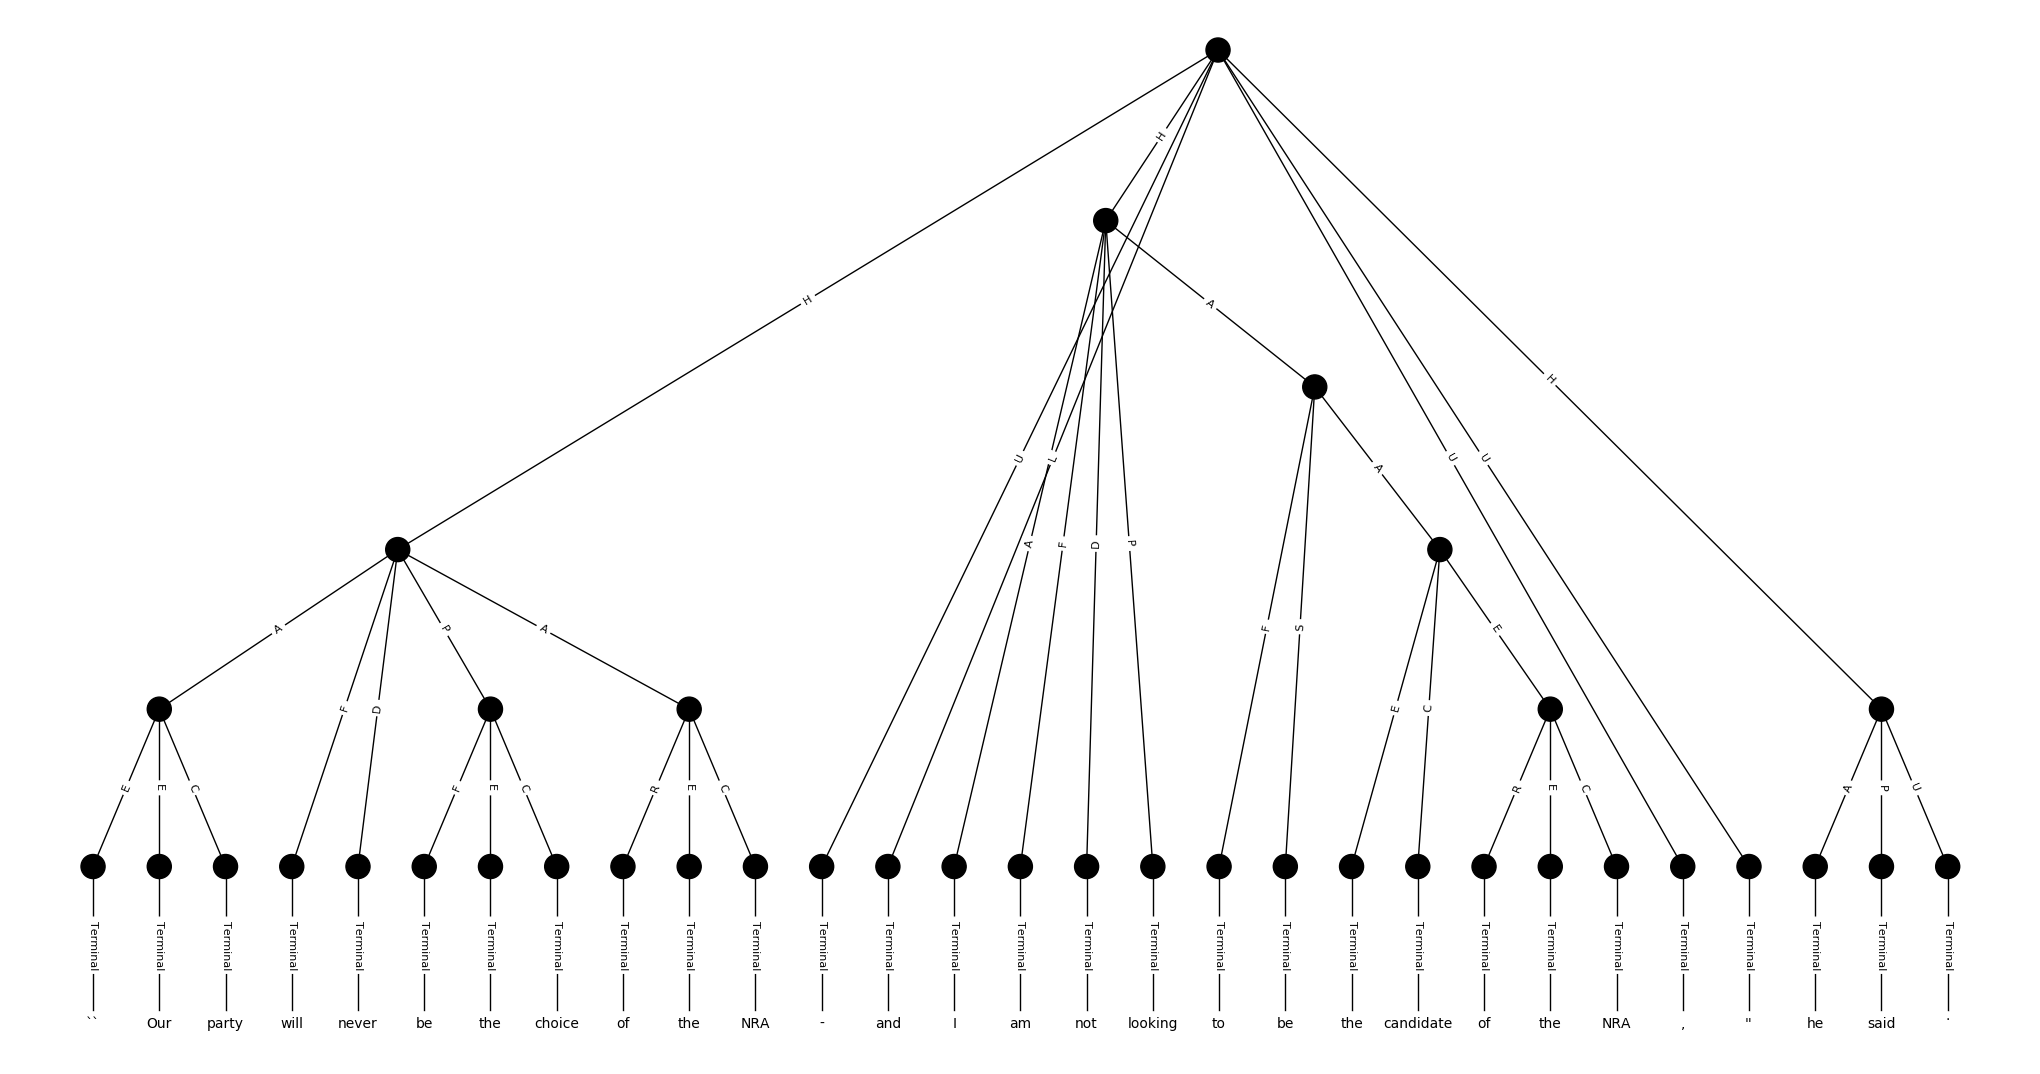 H
H
A
H
A
U
L
A
U
U
A
F
D
P
A
P
A
F
S
E
F
D
E
C
E
E
C
F
E
C
R
E
C
R
E
C
A
P
U
Terminal Terminal Terminal Terminal Terminal Terminal Terminal Terminal Terminal Terminal Terminal Terminal Terminal Terminal Terminal Terminal Terminal Terminal Terminal Terminal Terminal Terminal Terminal Terminal Terminal Terminal Terminal Terminal Terminal
`` Our party will never be the choice of the NRA - and I am not looking to be the candidate of the NRA , " he said .